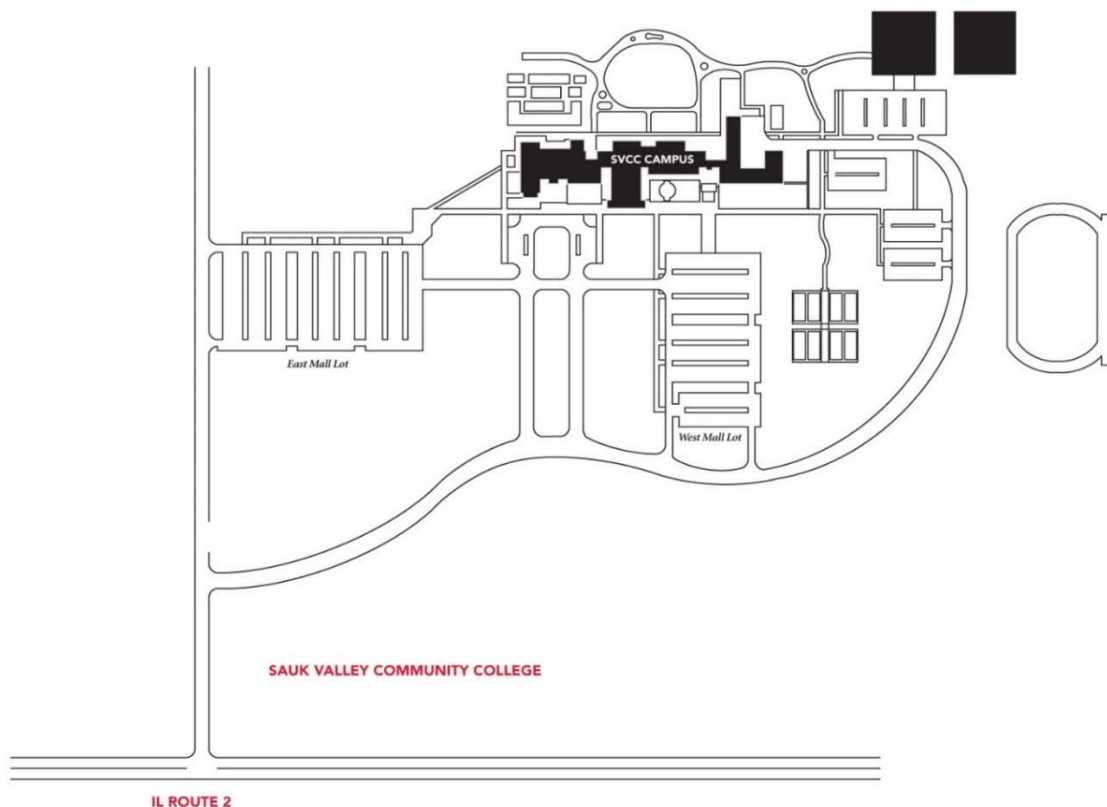 SVCC CAMPUS
East Mall Lot
West Mall Lot
SAUK VALLEY COMMUNITY COLLEGE
IL ROUTE 2